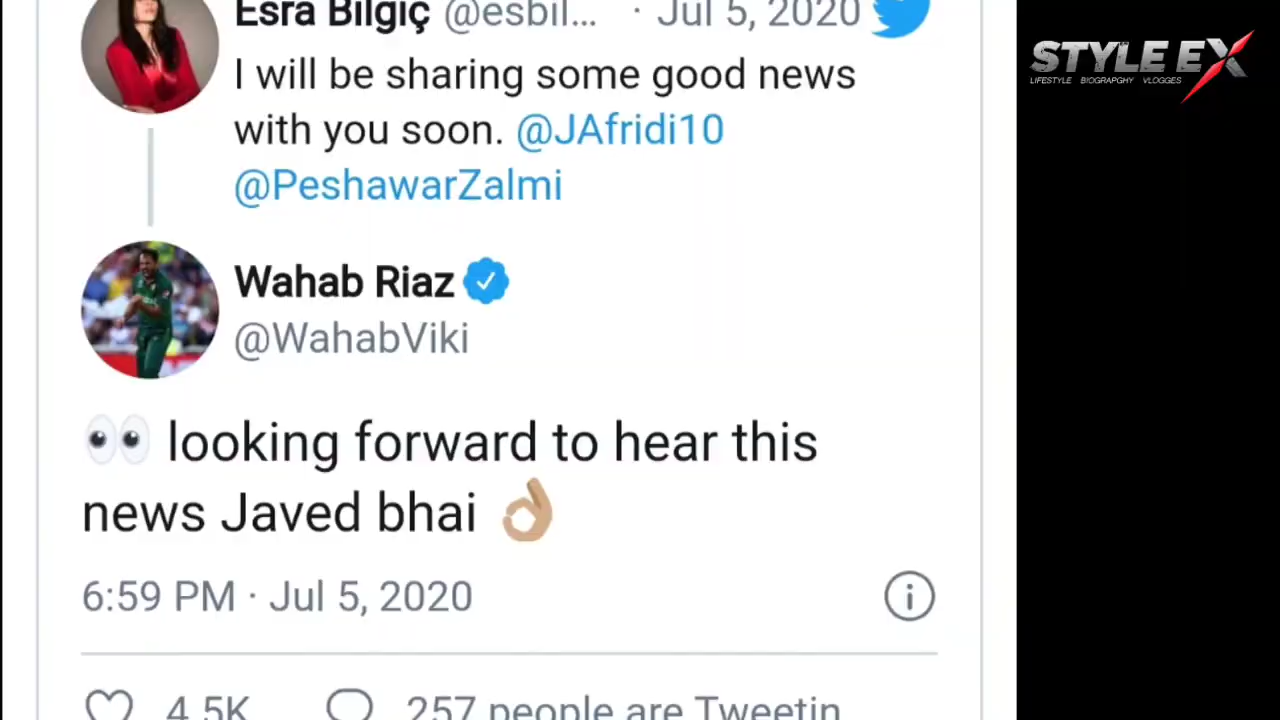 Esra Bilgiç @esbil... · Jul 5, 2020
I will be sharing some good news
with you soon. @JAfridi10
@PeshawarZalmi
Wahab Riaz
@WahabViki
👀 looking forward to hear this
news Javed bhai 👌🏼
6:59 PM · Jul 5, 2020
4.5K 257 people are Tweetin
STYLE EX
LIFESTYLE BIOGRAPGHY VLOGGES